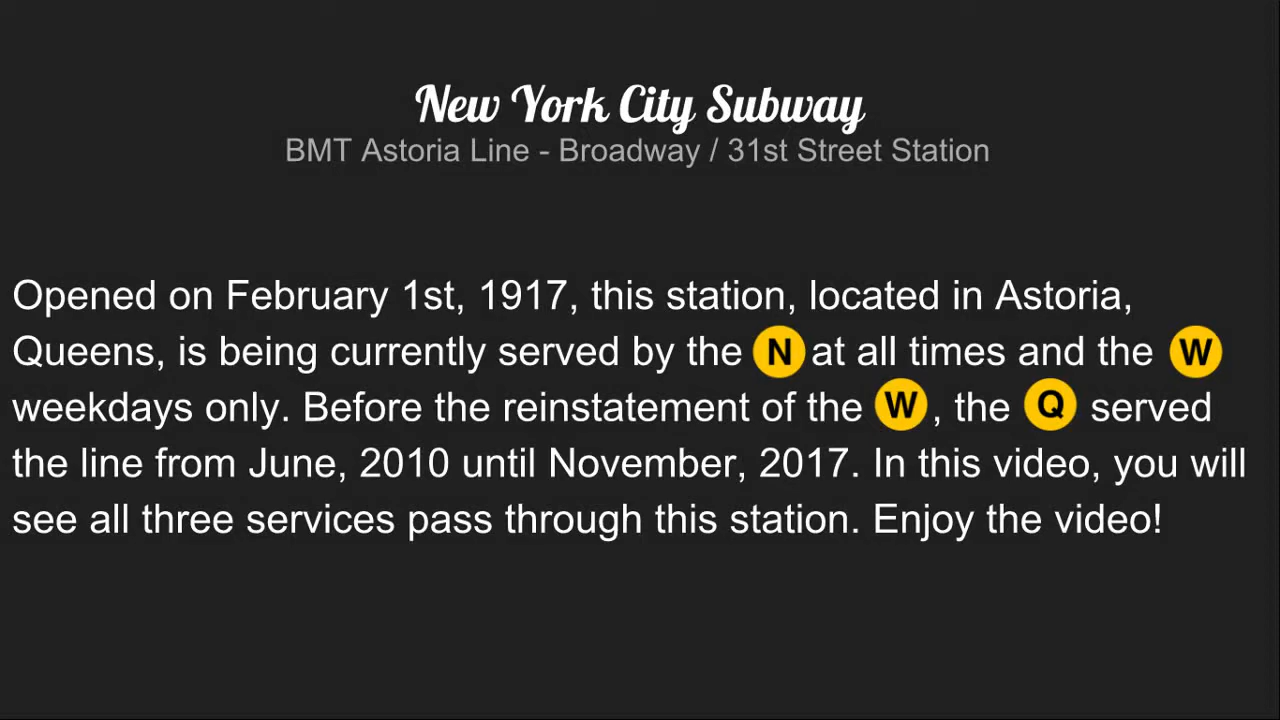 New York City Subway
BMT Astoria Line - Broadway / 31st Street Station
Opened on February 1st, 1917, this station, located in Astoria,
Queens, is being currently served by the N at all times and the W
weekdays only. Before the reinstatement of the W, the Q served
the line from June, 2010 until November, 2017. In this video, you will
see all three services pass through this station. Enjoy the video!